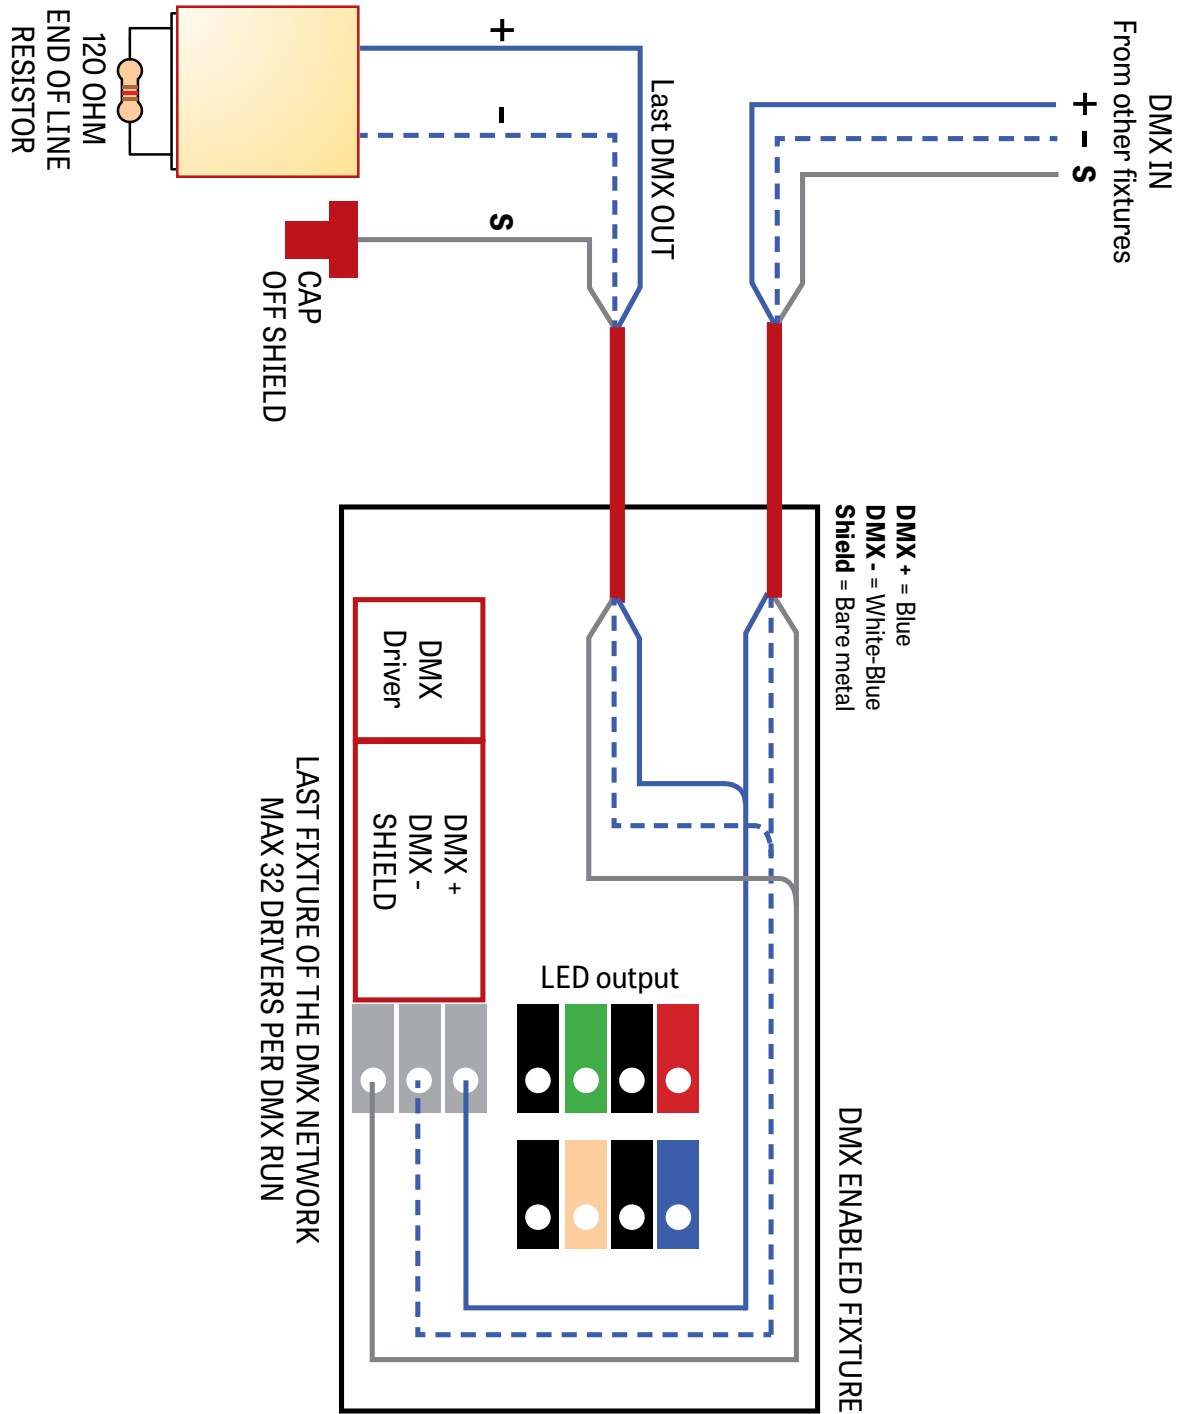 DMX IN
From other fixtures
+
-
s
Last DMX OUT
+
-
s
120 OHM
END OF LINE
RESISTOR
CAP
OFF SHIELD
DMX + = Blue
DMX - = White-Blue
Shield = Bare metal
DMX ENABLED FIXTURE
DMX
Driver
DMX +
DMX -
SHIELD
LED output
LAST FIXTURE OF THE DMX NETWORK
MAX 32 DRIVERS PER DMX RUN